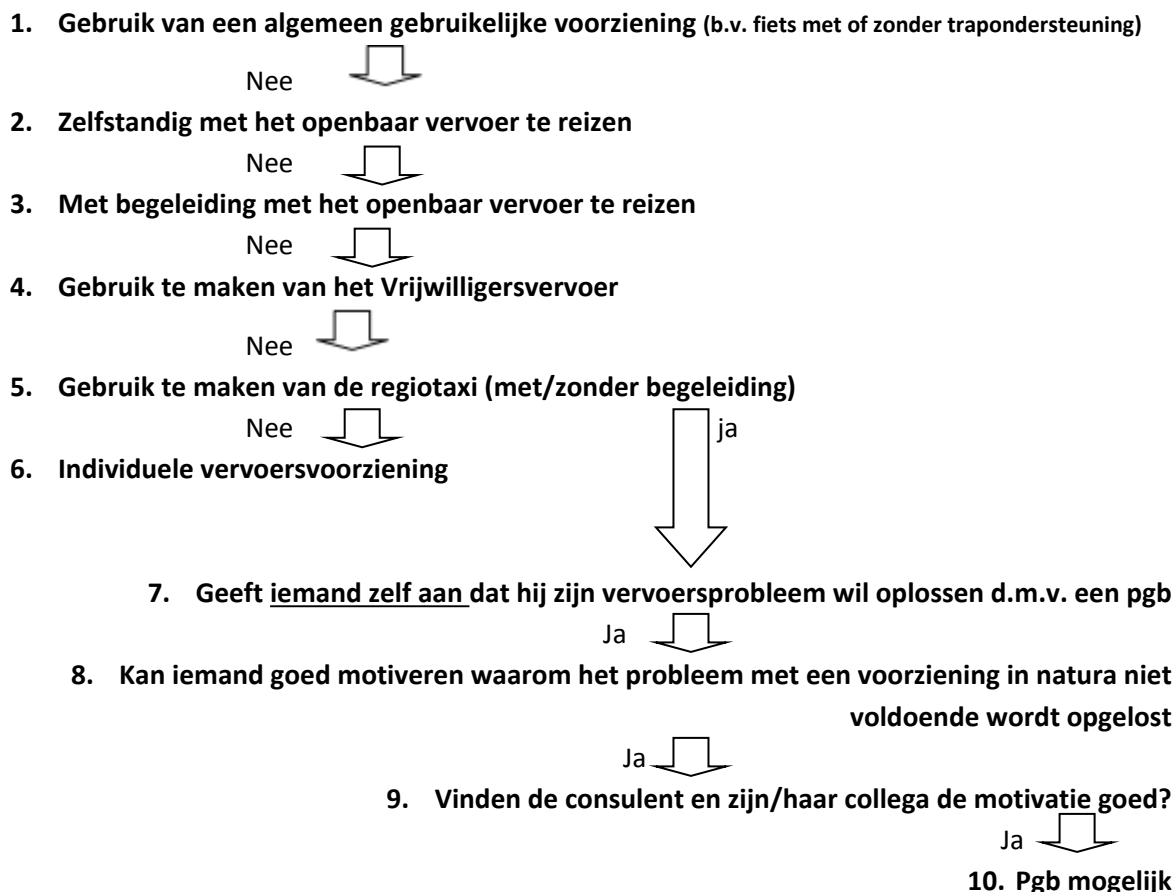 1. Gebruik van een algemeen gebruikelijke voorziening (b.v. fiets met of zonder trapondersteuning)
Nee
2. Zelfstandig met het openbaar vervoer te reizen
Nee
3. Met begeleiding met het openbaar vervoer te reizen
Nee
4. Gebruik te maken van het Vrijwilligersvervoer
Nee
5. Gebruik te maken van de regiotaxi (met/zonder begeleiding)
Nee
ja
6. Individuele vervoersvoorziening
7. Geeft iemand zelf aan dat hij zijn vervoersprobleem wil oplossen d.m.v. een pgb
Ja
8. Kan iemand goed motiveren waarom het probleem met een voorziening in natura niet
voldoende wordt opgelost
Ja
9. Vinden de consulent en zijn/haar collega de motivatie goed?
Ja
10. Pgb mogelijk